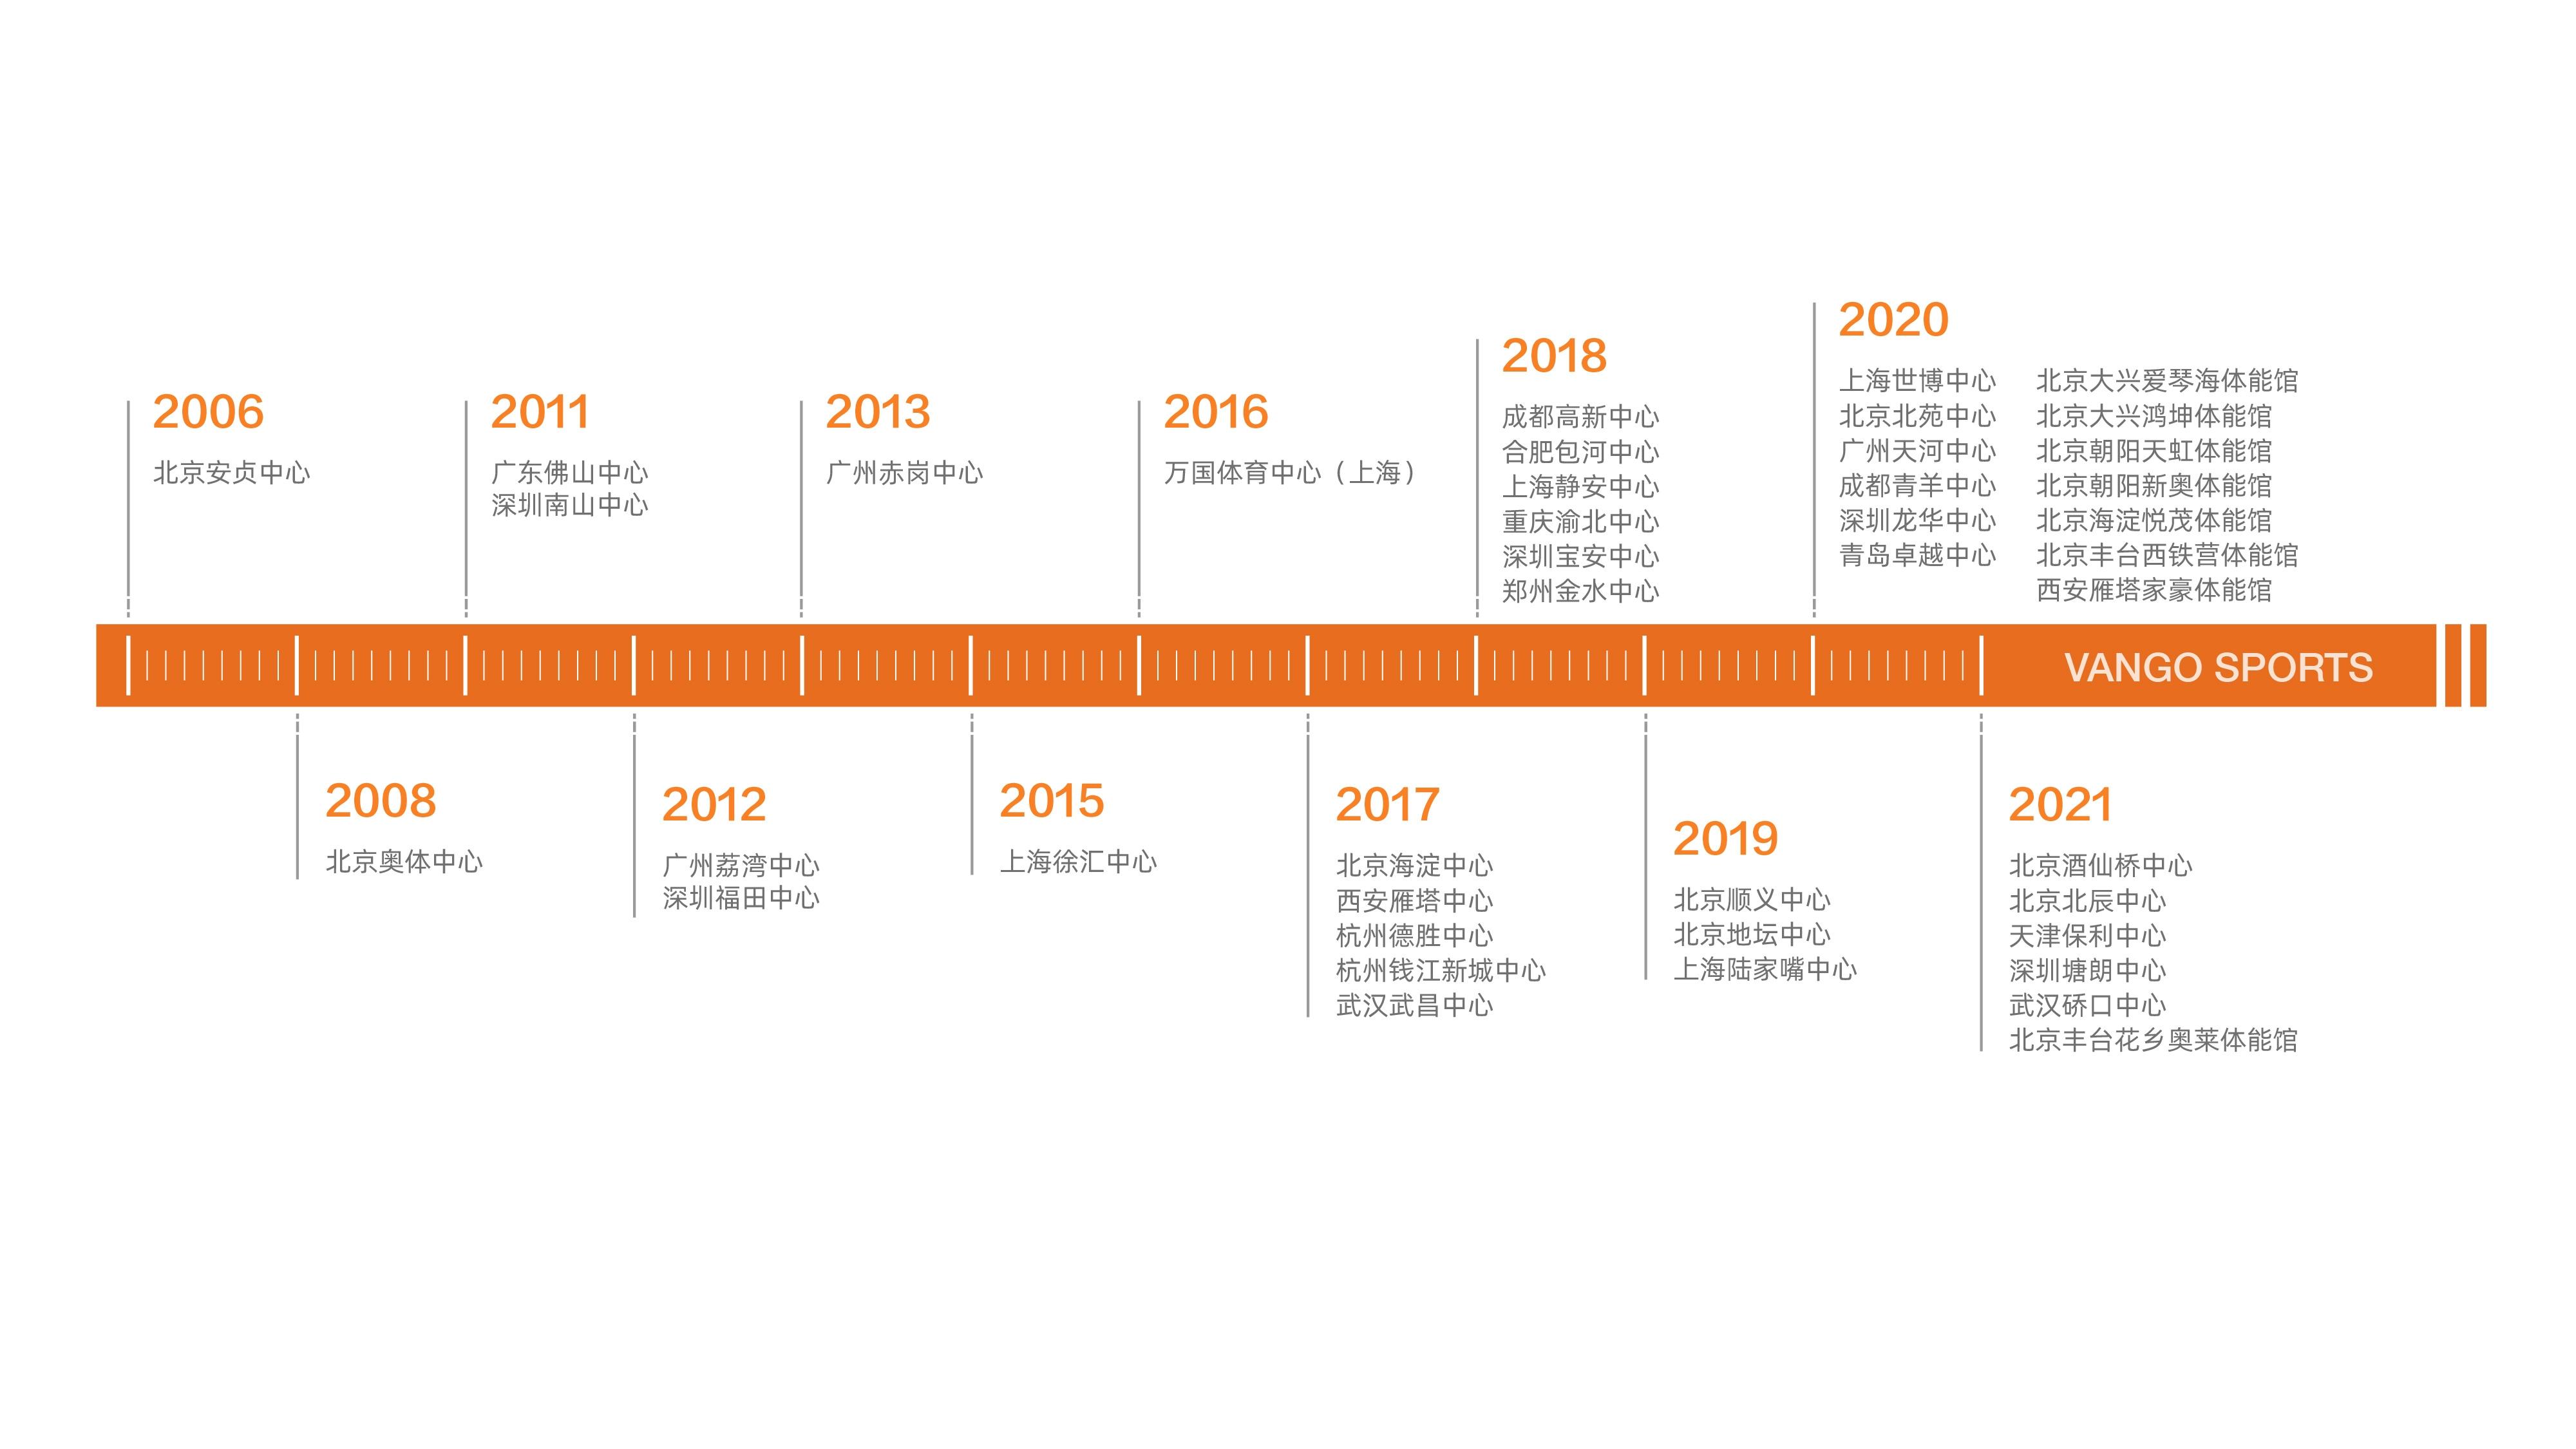 2006
北京安贞中心
2008
北京奥体中心
2011
广东佛山中心
深圳南山中心
2012
广州荔湾中心
深圳福田中心
2013
广州赤岗中心
2015
上海徐汇中心
2016
万国体育中心（上海）
2017
北京海淀中心
西安雁塔中心
杭州德胜中心
杭州钱江新城中心
武汉武昌中心
2018
成都高新中心
合肥包河中心
上海静安中心
重庆渝北中心
深圳宝安中心
郑州金水中心
2019
北京顺义中心
北京地坛中心
上海陆家嘴中心
2020
上海世博中心
北京北苑中心
广州天河中心
成都青羊中心
深圳龙华中心
青岛卓越中心
北京大兴爱琴海体能馆
北京大兴鸿坤体能馆
北京朝阳天虹体能馆
北京朝阳新奥体能馆
北京海淀悦茂体能馆
北京丰台西铁营体能馆
西安雁塔家豪体能馆
2021
北京酒仙桥中心
北京北辰中心
天津保利中心
深圳塘朗中心
武汉硚口中心
北京丰台花乡奥莱体能馆
VANGO SPORTS